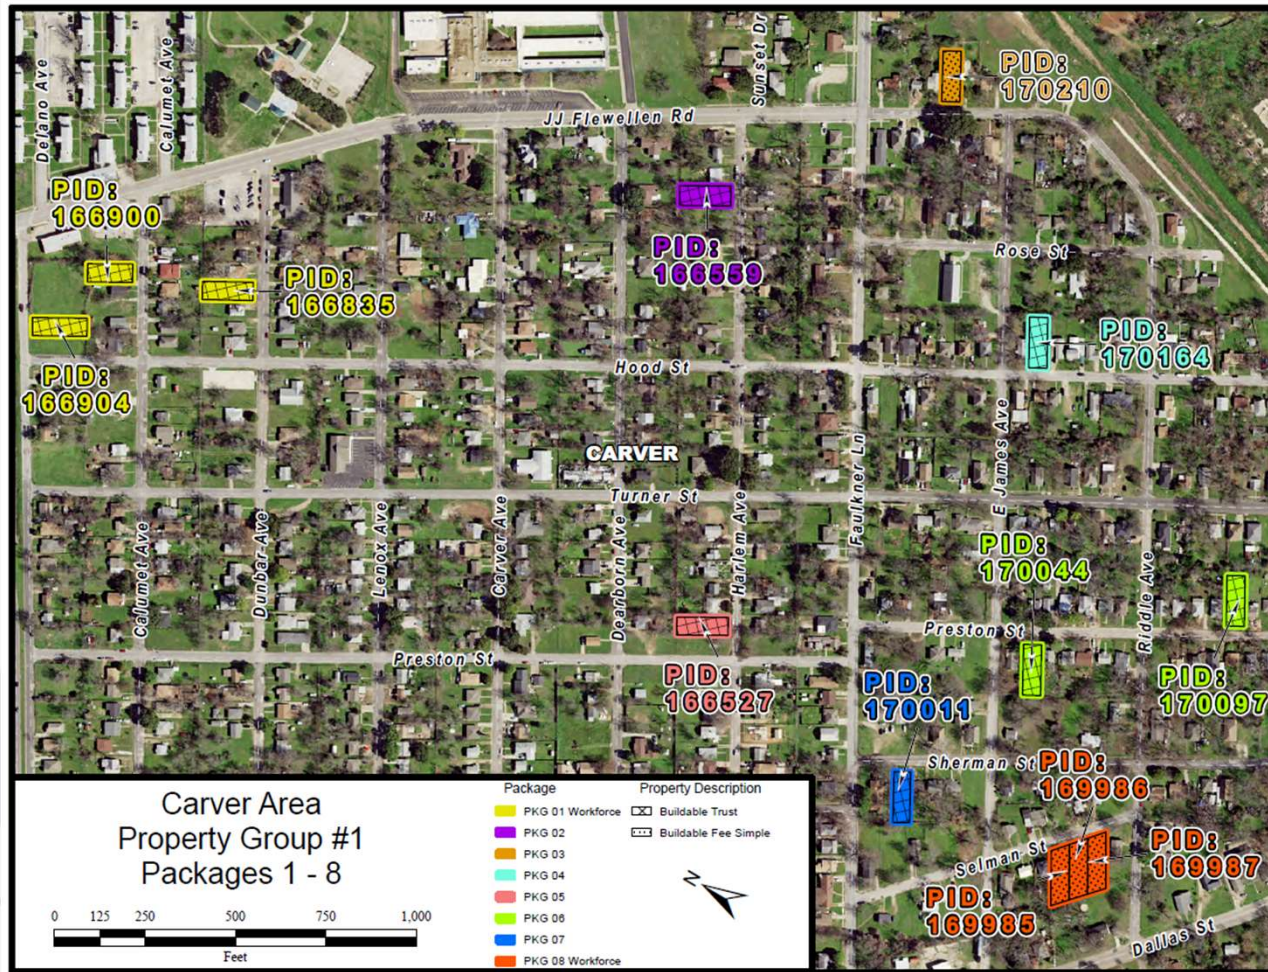 Delano Ave
Calumet Ave
Sunset Dr
PID:
170210
JJ Flewellen Rd
PID:
166900
PID:
166559
Rose St
PID:
166835
PID:
170164
Hood St
PID:
166904
CARVER
Faulkner Ln
E James Ave
Turner St
Calumet Ave
Dunbar Ave
Lenox Ave
Carver Ave
Dearborn Ave
Harlem Ave
PID:
170044
Riddle Ave
Preston St
Preston St
PID:
166527
PID:
170011
PID:
170097
Sherman St
PID:
169986
Selman St
PID:
169987
PID:
169985
Dallas St
Carver Area
Property Group #1
Packages 1 - 8
0 125 250 500 750 1,000
Feet
Package
PKG 01 Workforce
PKG 02
PKG 03
PKG 04
PKG 05
PKG 06
PKG 07
PKG 08 Workforce
Property Description
Buildable Trust
Buildable Fee Simple
N